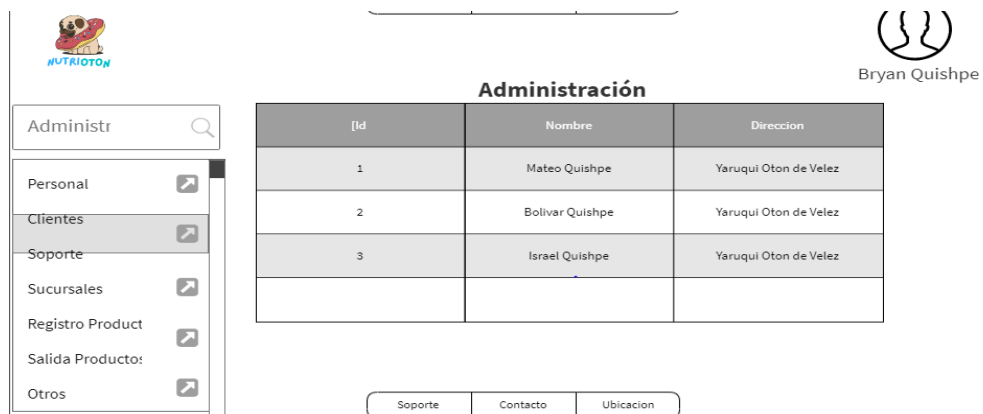 NUTRIOTON
Bryan Quishpe
Administración
Administr
[Id Nombre Direccion
1 Mateo Quishpe Yaruqui Oton de Velez
2 Bolivar Quishpe Yaruqui Oton de Velez
3 Israel Quishpe Yaruqui Oton de Velez
Personal
Clientes
Soporte
Sucursales
Registro Product
Salida Productos
Otros
Soporte Contacto Ubicacion